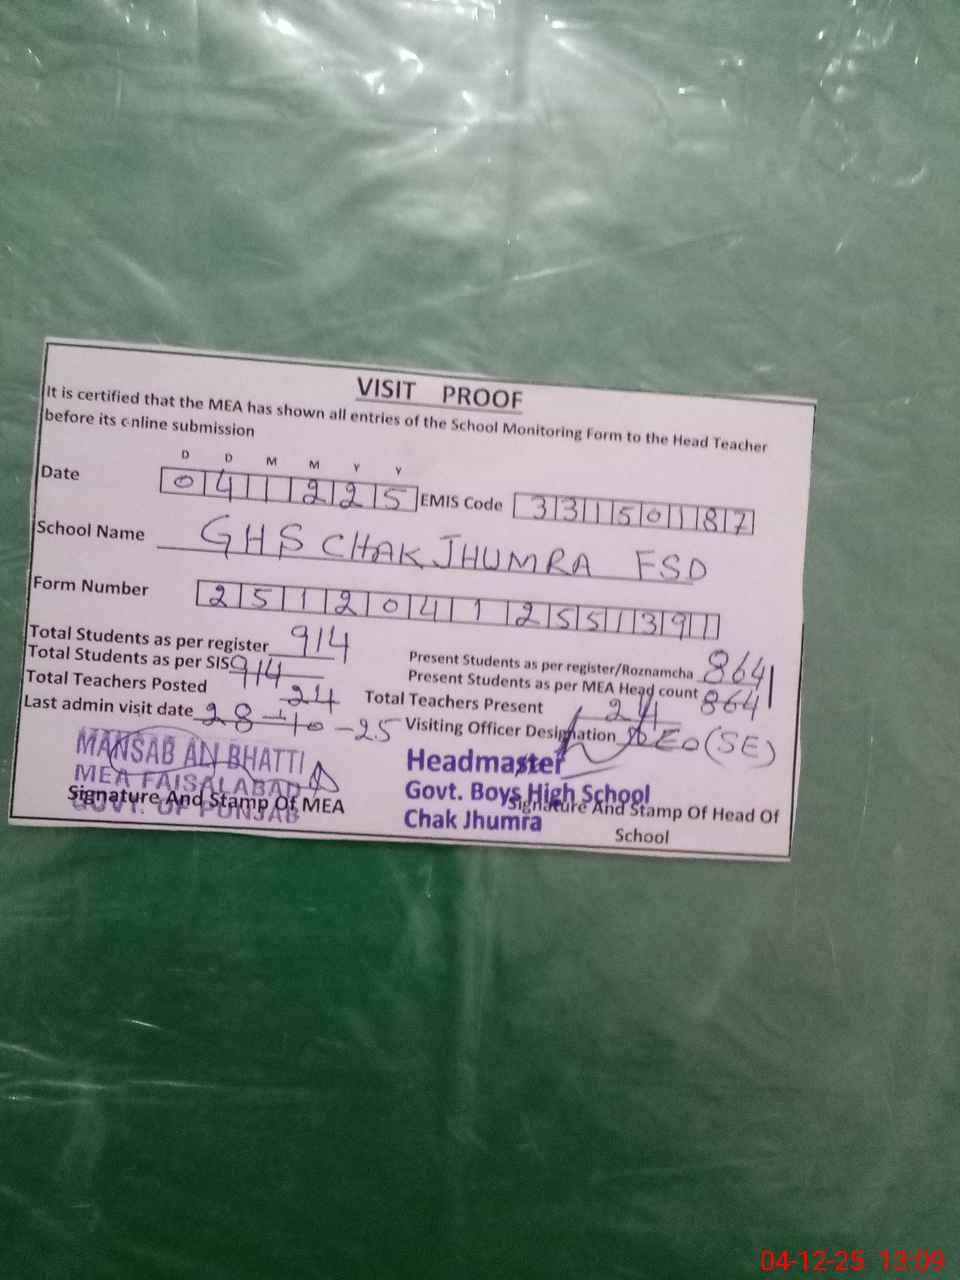 VISIT PROOF
It is certified that the MEA has shown all entries of the School Monitoring Form to the Head Teacher
before its online submission
D D M M Y Y
Date 0 4 1 2 2 5 EMIS Code 3 3 1 5 0 1 8 7
School Name GHS CHAK JHUMRA FSD
Form Number 2 5 1 2 0 4 1 2 5 5 1 3 9 1
Total Students as per register 914
Present Students as per register/Roznamcha 864
Total Students as per SIS 914
Present Students as per MEA Head count 864
Total Teachers Posted 24
Total Teachers Present 24
Last admin visit date 28-10-25
Visiting Officer Designation DEO (SE)
MANSAB ALI BHATTI
MEA FAISALABAD
GOVT. OF PUNJAB
Signature And Stamp Of MEA
Headmaster
Govt. Boys High School
Chak Jhumra
Signature And Stamp Of Head Of
School
04-12-25 13:09